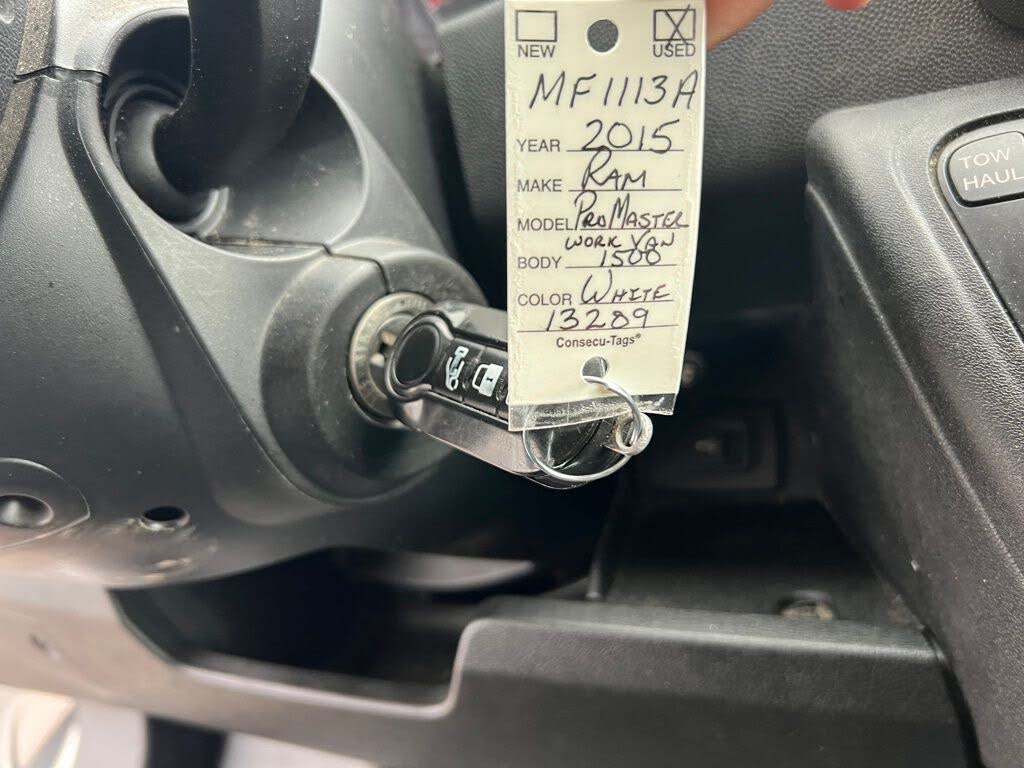 NEW USED
MF1113A
YEAR 2015
MAKE RAM
MODEL PROMASTER
WORK VAN
BODY 1500
COLOR WHITE
13289
Consecu-Tags®
TOW
HAUL